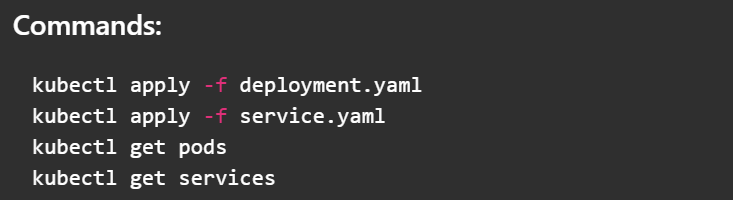 Commands:
kubectl apply -f deployment.yaml
kubectl apply -f service.yaml
kubectl get pods
kubectl get services